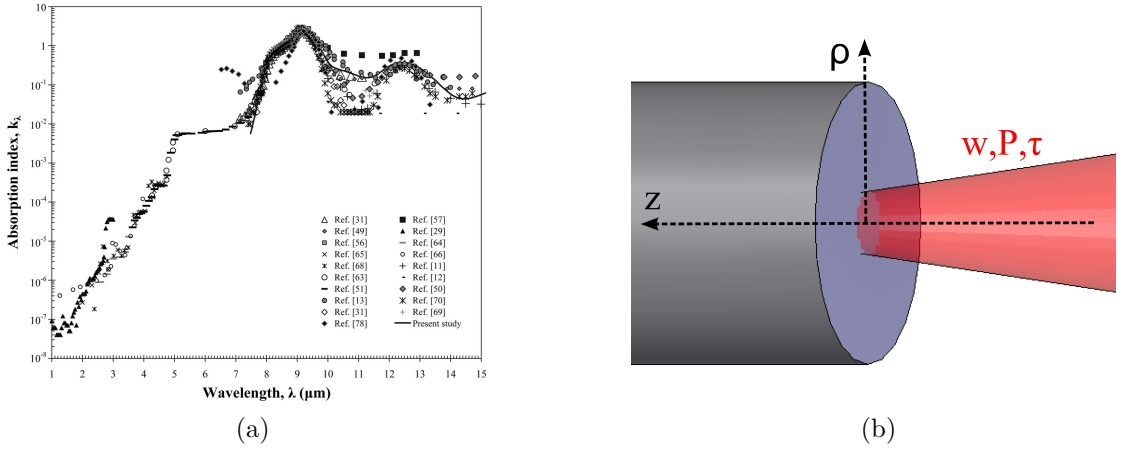 10
1
10⁻¹
10⁻²
10⁻³
10⁻⁴
10⁻⁵
10⁻⁶
10⁻⁷
10⁻⁸
Absorption index, kλ
1 2 3 4 5 6 7 8 9 10 11 12 13 14 15
Wavelength, λ (μm)
Ref. [31]
Ref. [49]
Ref. [56]
Ref. [65]
Ref. [68]
Ref. [63]
Ref. [51]
Ref. [13]
Ref. [31]
Ref. [78]
Ref. [57]
Ref. [29]
Ref. [64]
Ref. [66]
Ref. [11]
Ref. [12]
Ref. [50]
Ref. [70]
Ref. [69]
Present study
(a)
ρ
w,P,τ
z
(b)